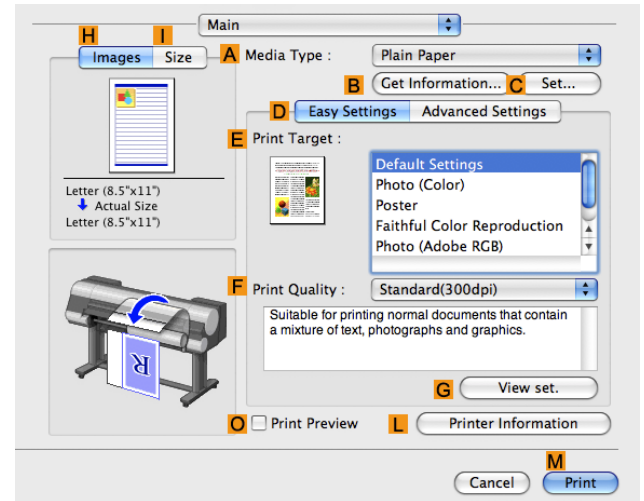 Main
H I
Images Size
A Media Type : Plain Paper
B Get Information... C Set...
D Easy Settings Advanced Settings
E Print Target :
Default Settings
Photo (Color)
Poster
Faithful Color Reproduction
Photo (Adobe RGB)
Letter (8.5"x11")
Actual Size
Letter (8.5"x11")
F Print Quality : Standard(300dpi)
Suitable for printing normal documents that contain
a mixture of text, photographs and graphics.
R
G View set.
O Print Preview L Printer Information
M
Cancel Print